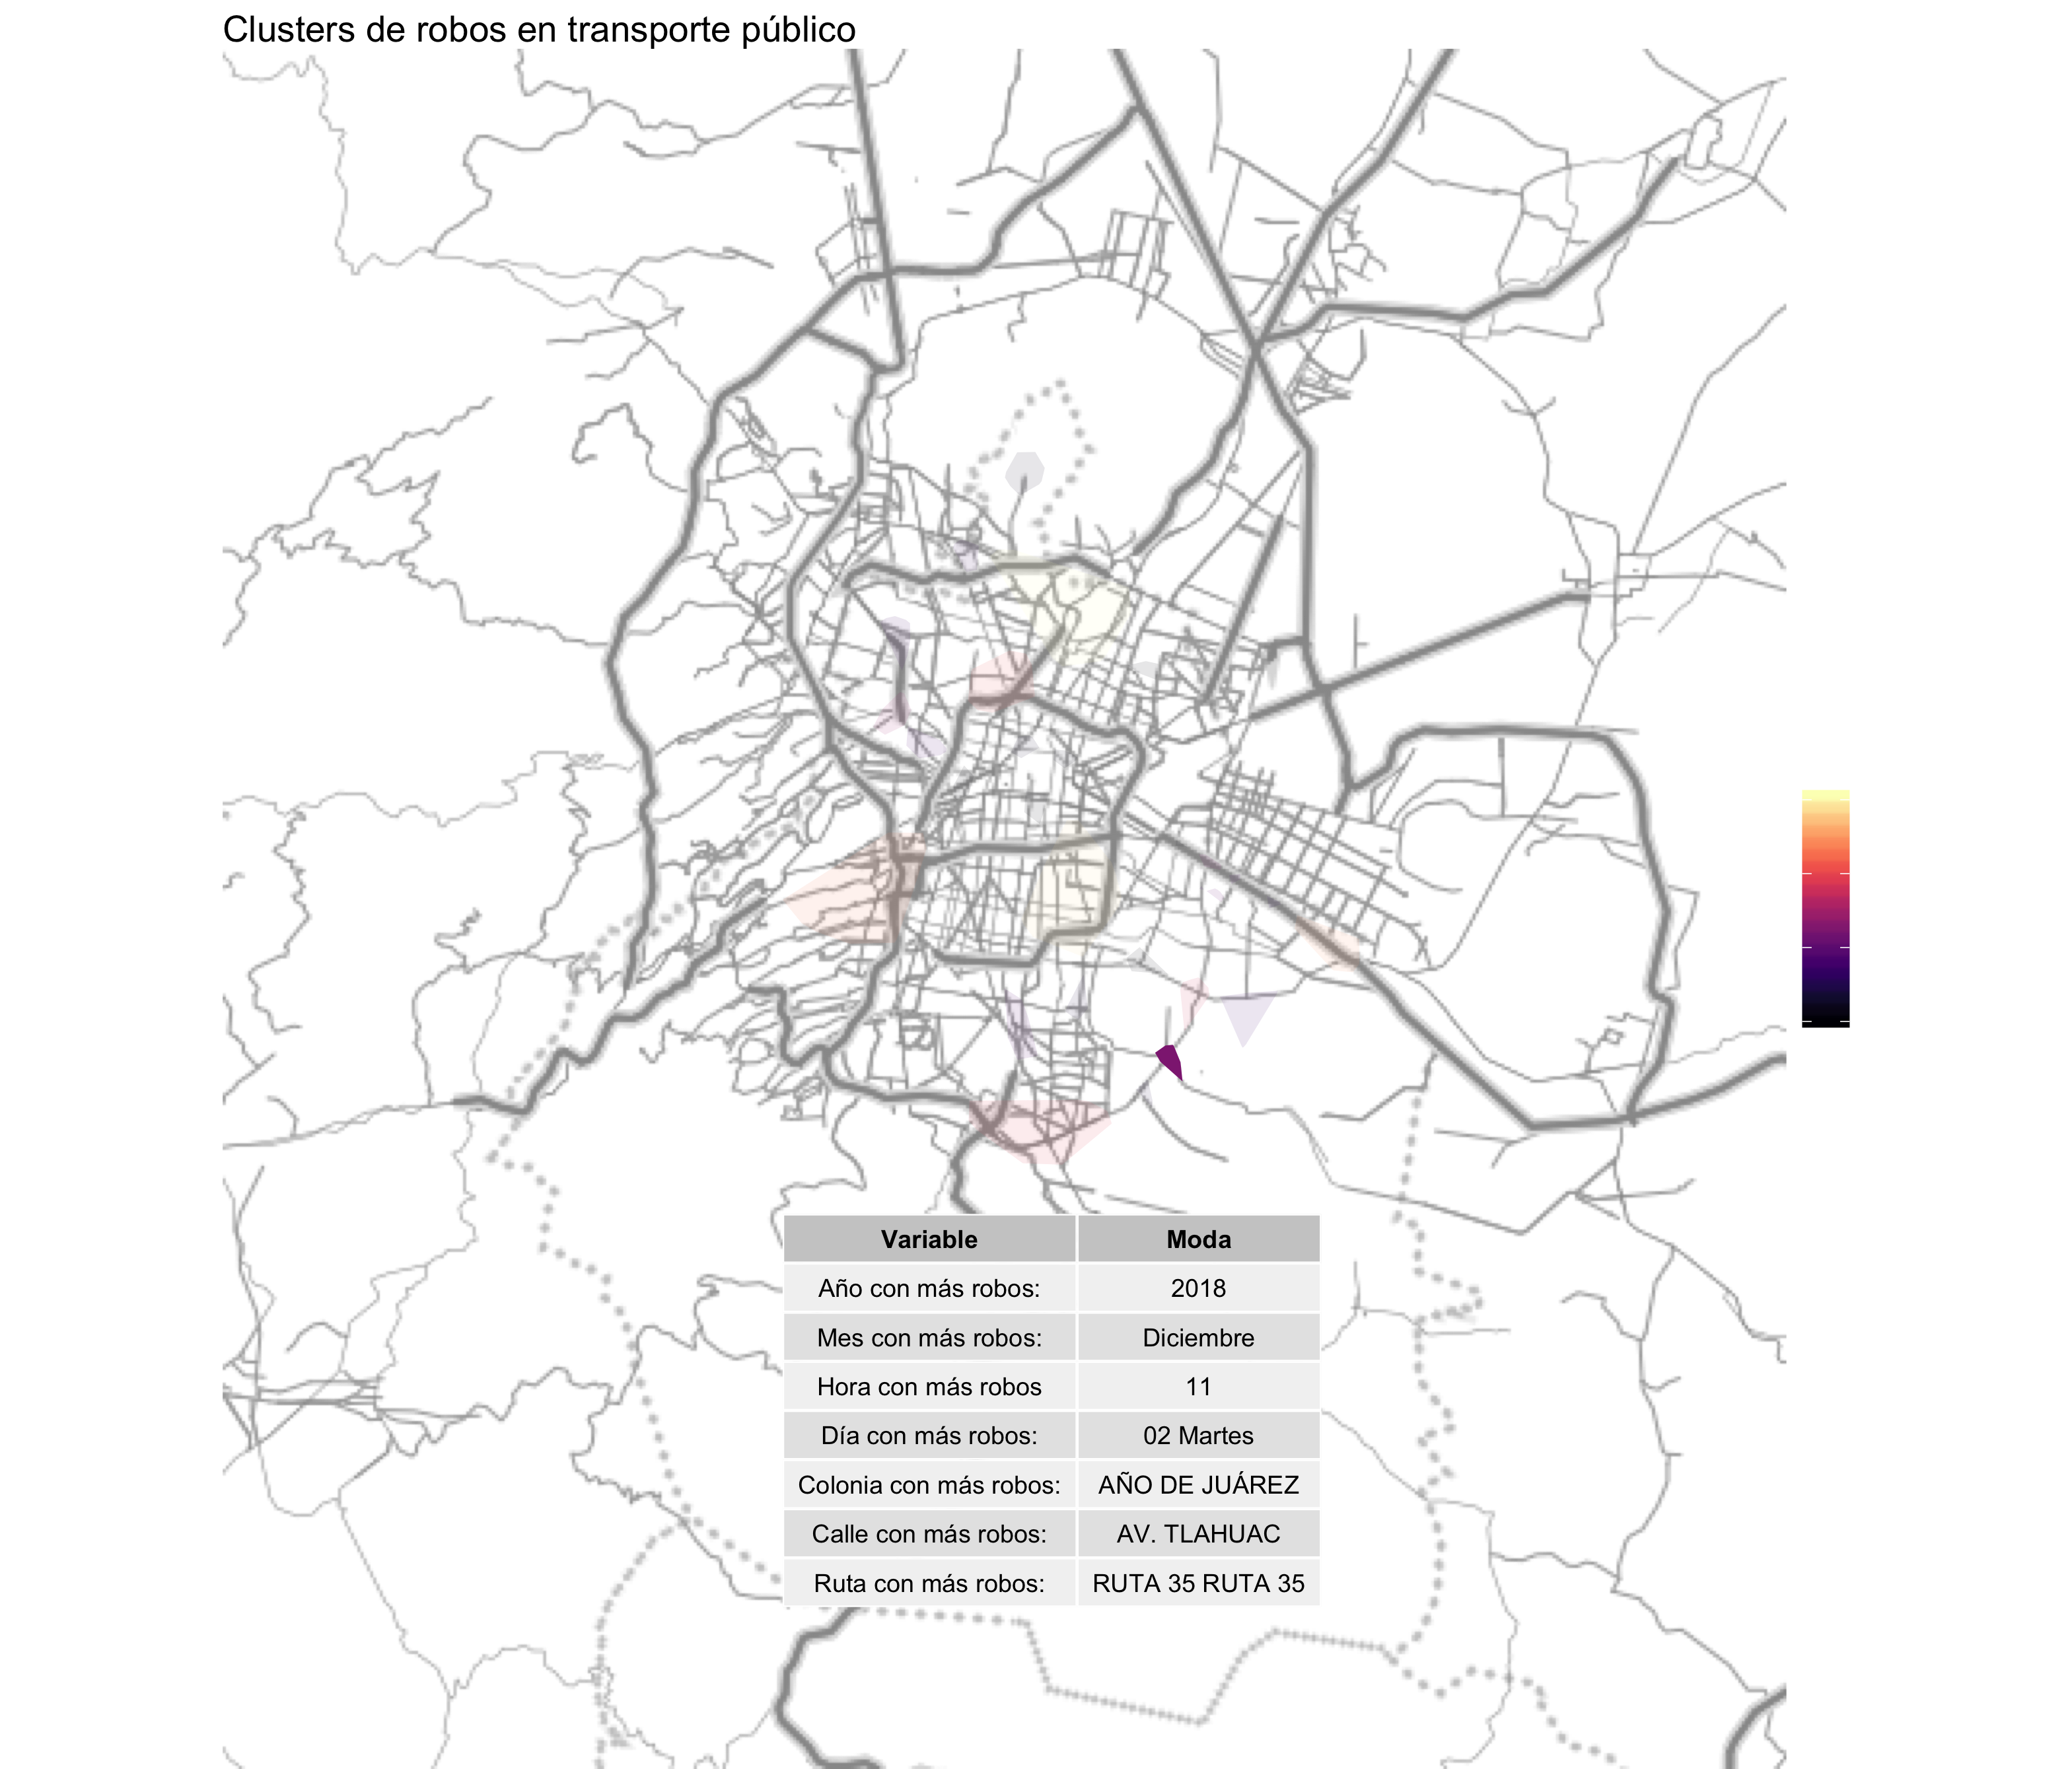 Clusters de robos en transporte público
Variable Moda
Año con más robos: 2018
Mes con más robos: Diciembre
Hora con más robos 11
Día con más robos: 02 Martes
Colonia con más robos: AÑO DE JUÁREZ
Calle con más robos: AV. TLAHUAC
Ruta con más robos: RUTA 35 RUTA 35